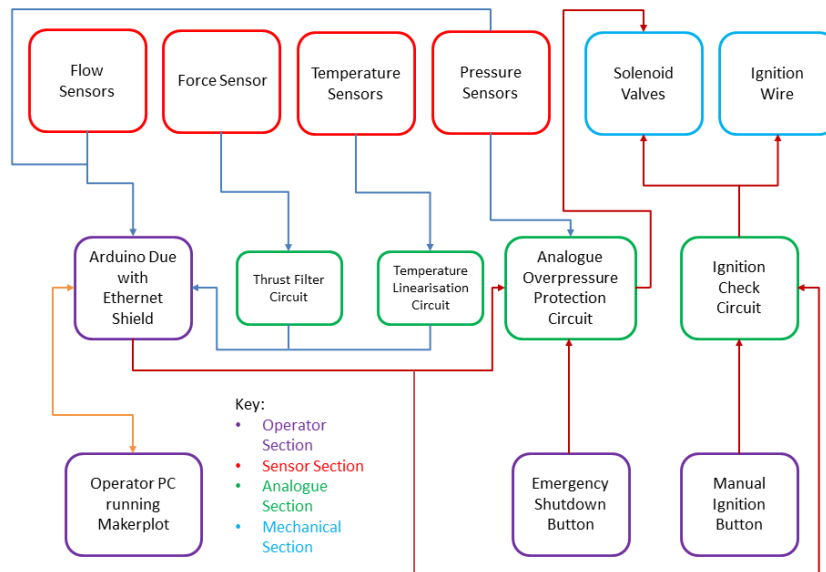 Flow
Sensors
Force Sensor
Temperature
Sensors
Pressure
Sensors
Solenoid
Valves
Ignition
Wire
Arduino Due
with
Ethernet
Shield
Thrust Filter
Circuit
Temperature
Linearisation
Circuit
Analogue
Overpressure
Protection
Circuit
Ignition
Check
Circuit
Key:
• Operator
Section
• Sensor Section
• Analogue
Section
• Mechanical
Section
Operator PC
running
Makerplot
Emergency
Shutdown
Button
Manual
Ignition
Button